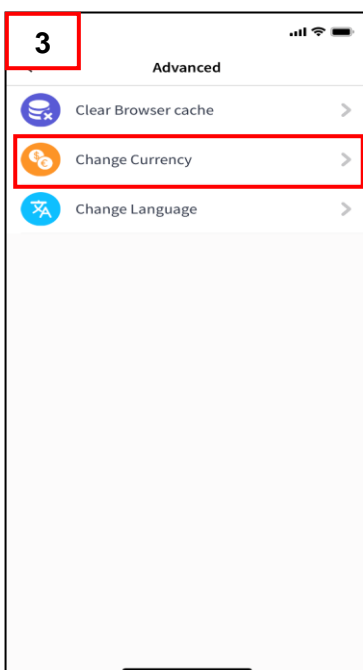 3
Advanced
Clear Browser cache
Change Currency
Change Language